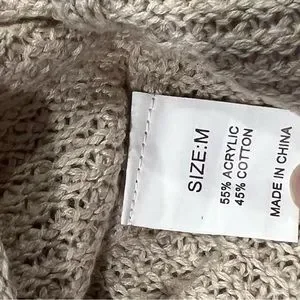 SIZE:M
55% ACRYLIC
45% COTTON
MADE IN CHINA